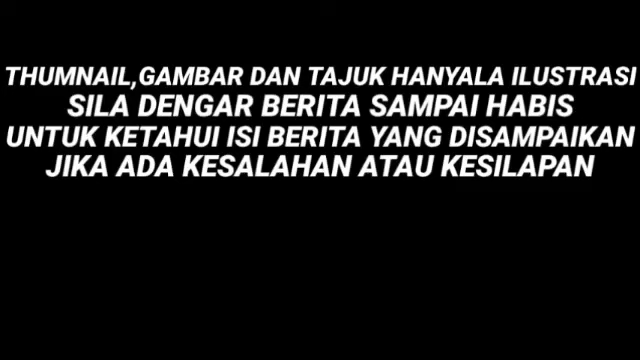 THUMNAIL,GAMBAR DAN TAJUK HANYALA ILUSTRASI
SILA DENGAR BERITA SAMPAI HABIS
UNTUK KETAHUI ISI BERITA YANG DISAMPAIKAN
JIKA ADA KESALAHAN ATAU KESILAPAN